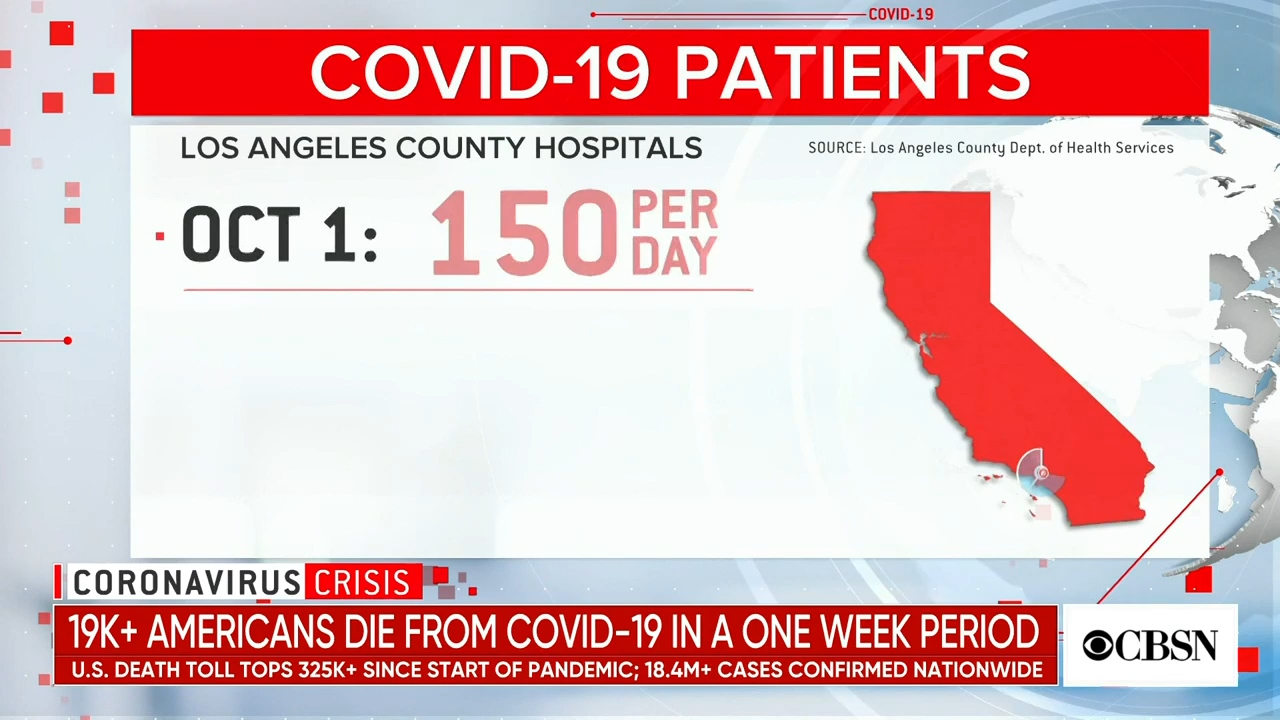 COVID-19
COVID-19 PATIENTS
LOS ANGELES COUNTY HOSPITALS
SOURCE: Los Angeles County Dept. of Health Services
OCT 1: 150 PER DAY
CORONAVIRUS CRISIS
19K+ AMERICANS DIE FROM COVID-19 IN A ONE WEEK PERIOD
U.S. DEATH TOLL TOPS 325K+ SINCE START OF PANDEMIC; 18.4M+ CASES CONFIRMED NATIONWIDE
CBSN